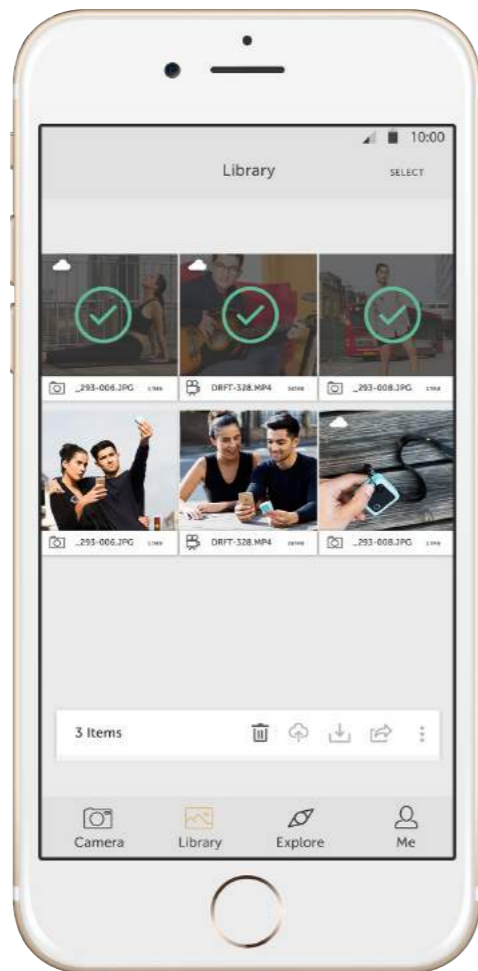 10:00
Library SELECT
_293-006.JPG DRFT-328.MP4 _293-008.JPG
_293-006.JPG DRFT-328.MP4 _293-008.JPG
3 Items
Camera Library Explore Me